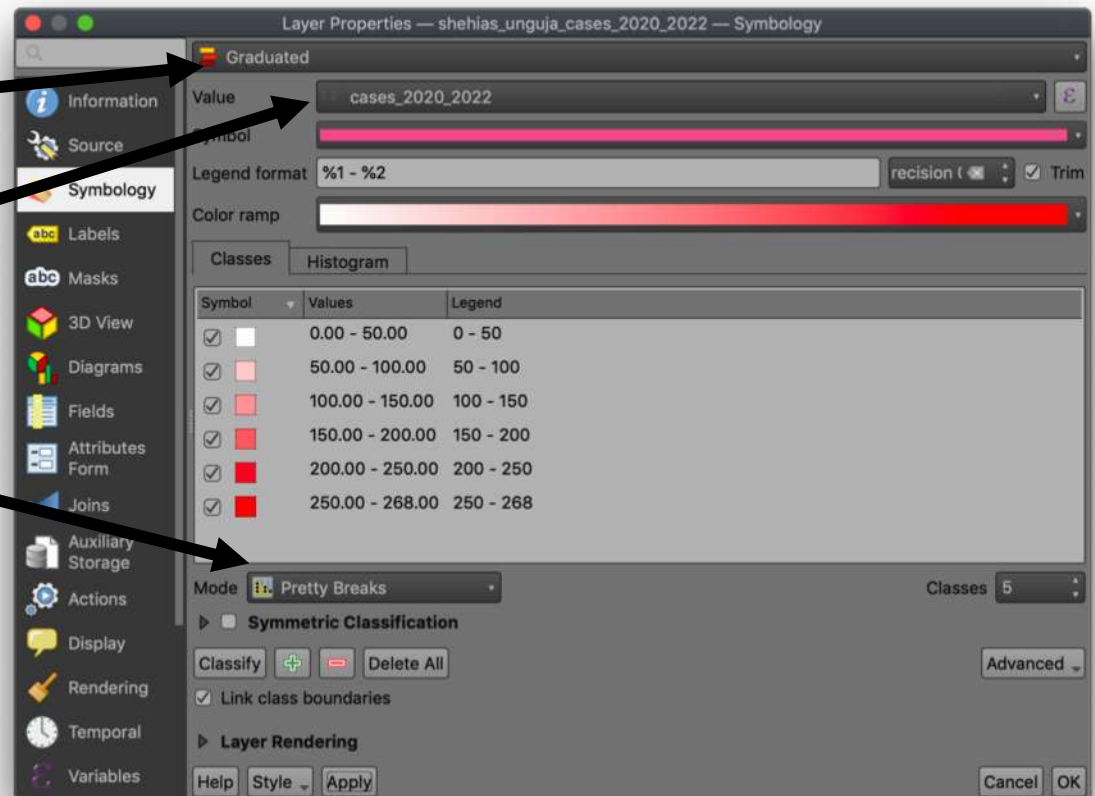 Layer Properties — shehias_unguja_cases_2020_2022 — Symbology
Graduated
Information
Source
Symbology
Labels
Masks
3D View
Diagrams
Fields
Attributes
Form
Joins
Auxiliary
Storage
Actions
Display
Rendering
Temporal
Variables
Value cases_2020_2022 ε
Symbol
Legend format %1 - %2 recision ( Trim
Color ramp
Classes Histogram
Symbol Values Legend
0.00 - 50.00 0 - 50
50.00 - 100.00 50 - 100
100.00 - 150.00 100 - 150
150.00 - 200.00 150 - 200
200.00 - 250.00 200 - 250
250.00 - 268.00 250 - 268
Mode Pretty Breaks Classes 5
Symmetric Classification
Classify Delete All Advanced
Link class boundaries
Layer Rendering
Help Style Apply Cancel OK